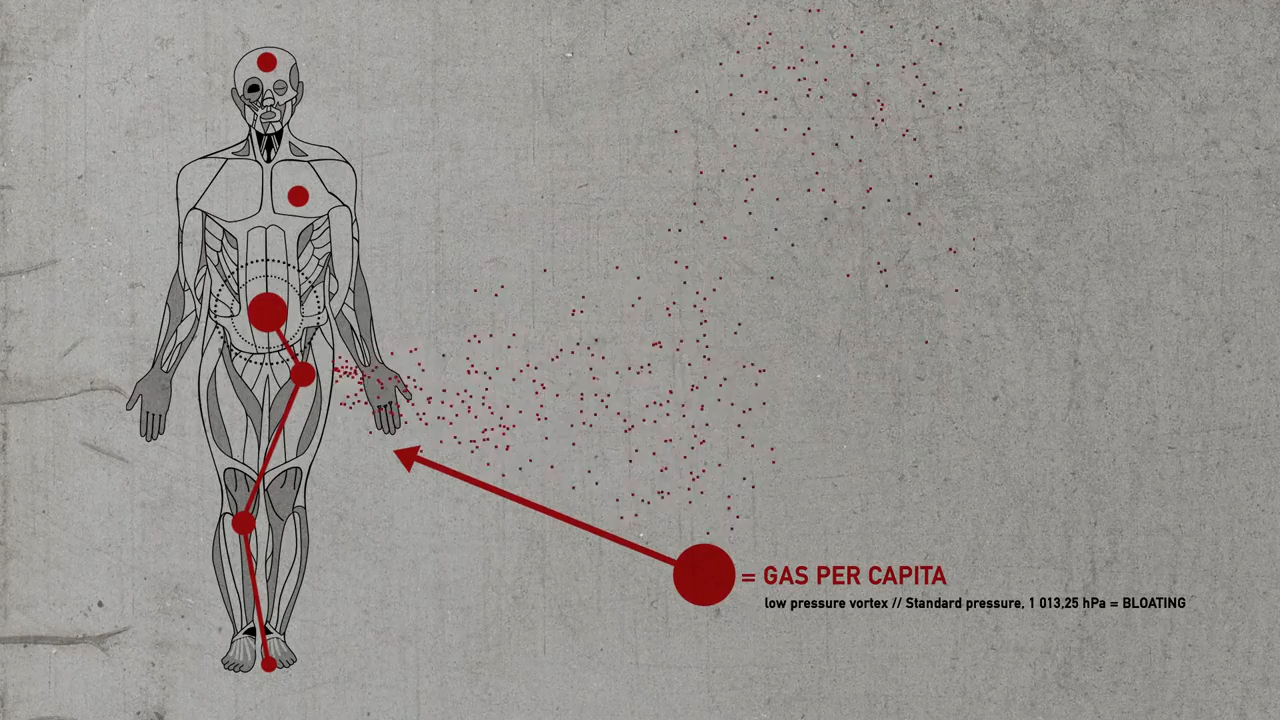 = GAS PER CAPITA
low pressure vortex // Standard pressure, 1 013,25 hPa = BLOATING